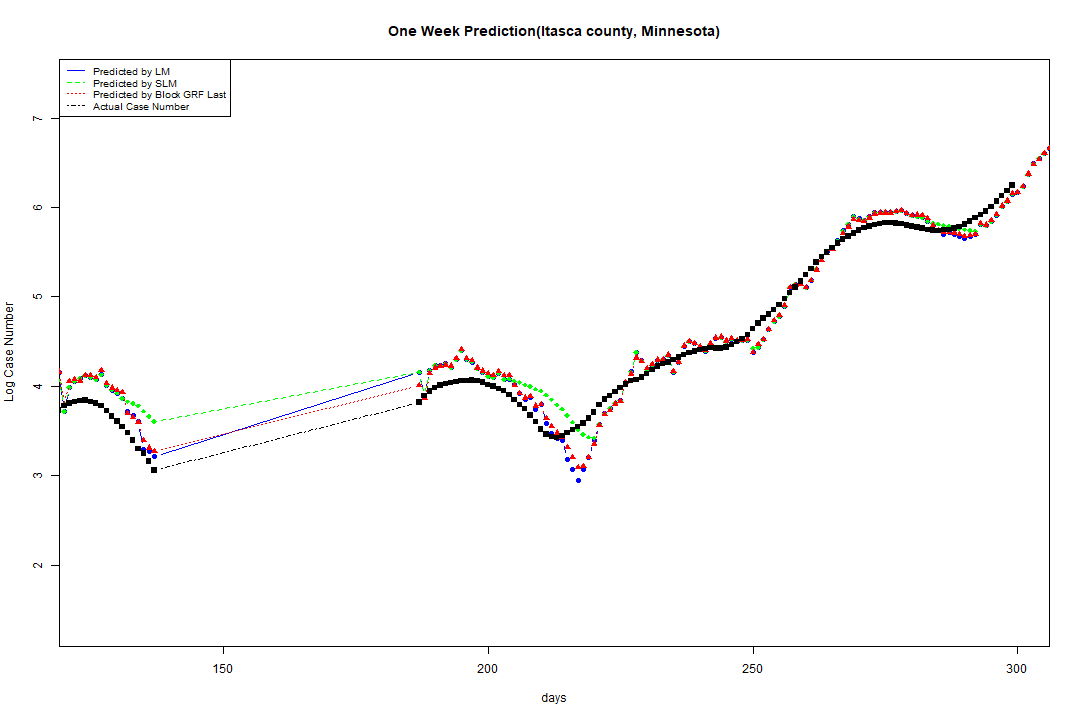 One Week Prediction(Itasca county, Minnesota)
Predicted by LM
Predicted by SLM
Predicted by Block GRF Last
Actual Case Number
Log Case Number
7
6
5
4
3
2
150 200 250 300
days